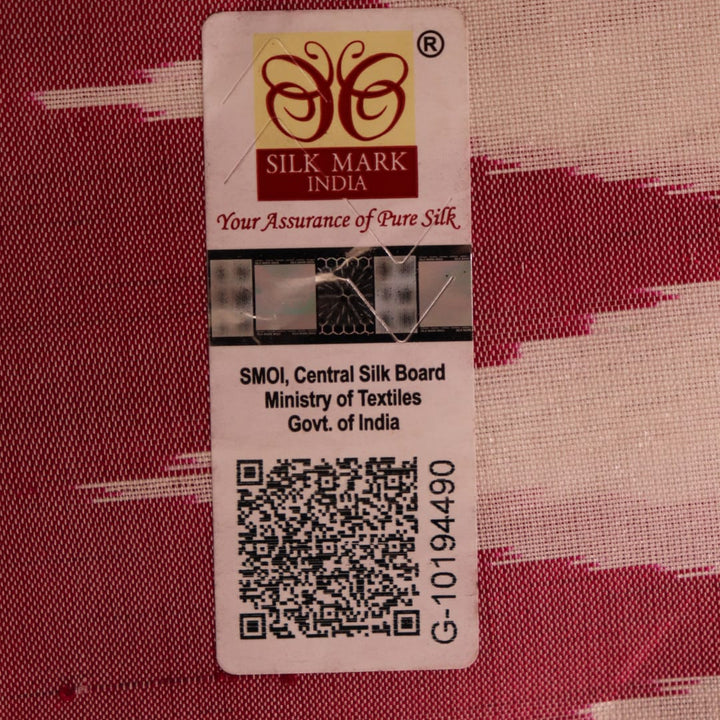 ®
SILK MARK
INDIA
Your Assurance of Pure Silk
SMOI, Central Silk Board
Ministry of Textiles
Govt. of India
G-10194490